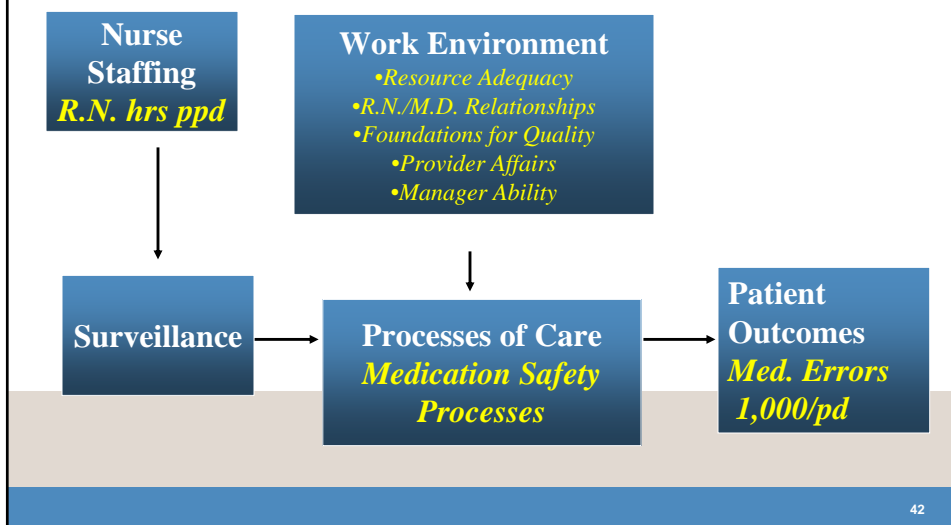 Nurse
Staffing
R.N. hrs ppd
Work Environment
•Resource Adequacy
•R.N./M.D. Relationships
•Foundations for Quality
•Provider Affairs
•Manager Ability
Surveillance
Processes of Care
Medication Safety
Processes
Patient
Outcomes
Med. Errors
1,000/pd
42